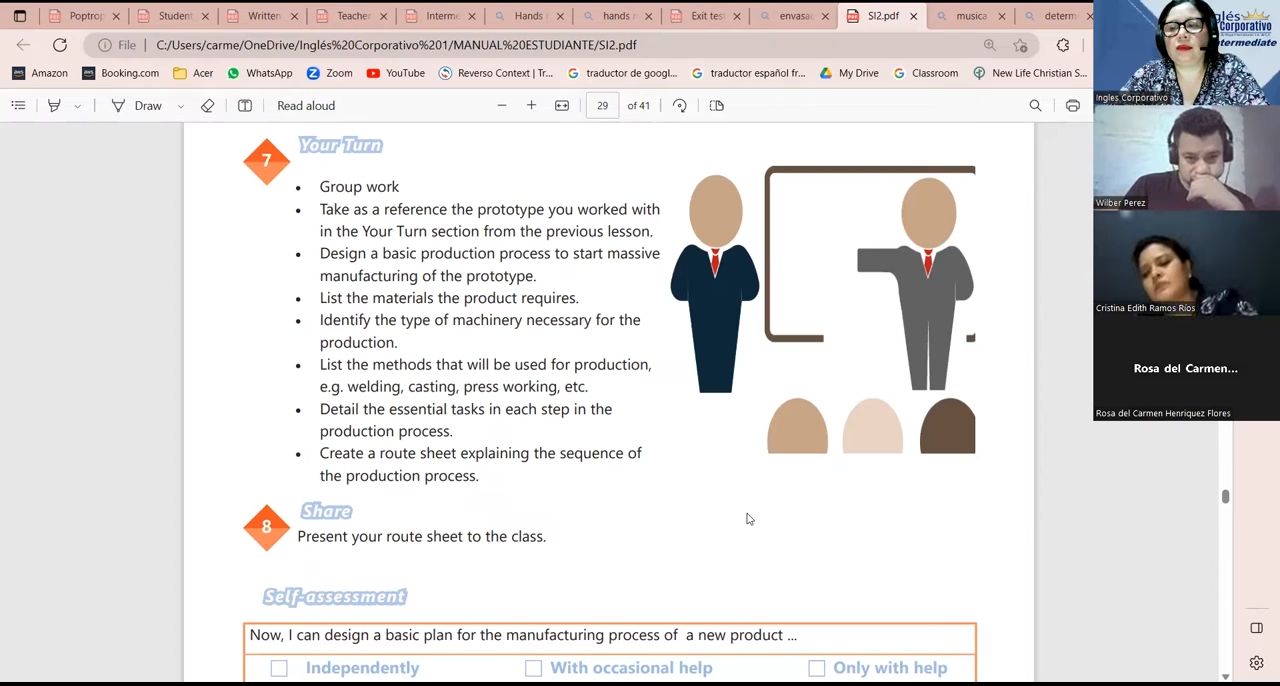 Poptrop
Student
Written
Teacher
Interme
Hands r
hands r
Exit test
envasac
SI2.pdf
musica
determ
File
C:/Users/carme/OneDrive/Inglés%20Corporativo%201/MANUAL%20ESTUDIANTE/SI2.pdf
Amazon
Booking.com
Acer
WhatsApp
Zoom
YouTube
Reverso Context | Tr...
traductor de googl...
traductor español fr...
My Drive
Classroom
New Life Christian S...
Draw
Read aloud
29 of 41
7
Your Turn
• Group work
• Take as a reference the prototype you worked with
in the Your Turn section from the previous lesson.
• Design a basic production process to start massive
manufacturing of the prototype.
• List the materials the product requires.
• Identify the type of machinery necessary for the
production.
• List the methods that will be used for production,
e.g. welding, casting, press working, etc.
• Detail the essential tasks in each step in the
production process.
• Create a route sheet explaining the sequence of
the production process.
8
Share
Present your route sheet to the class.
Self-assessment
Now, I can design a basic plan for the manufacturing process of a new product ...
Independently
With occasional help
Only with help
Corporativo
Intermediate
Ingles Corporativo
Wilber Perez
Cristina Edith Ramos Ríos
Rosa del Carmen...
Rosa del Carmen Henriquez Flores